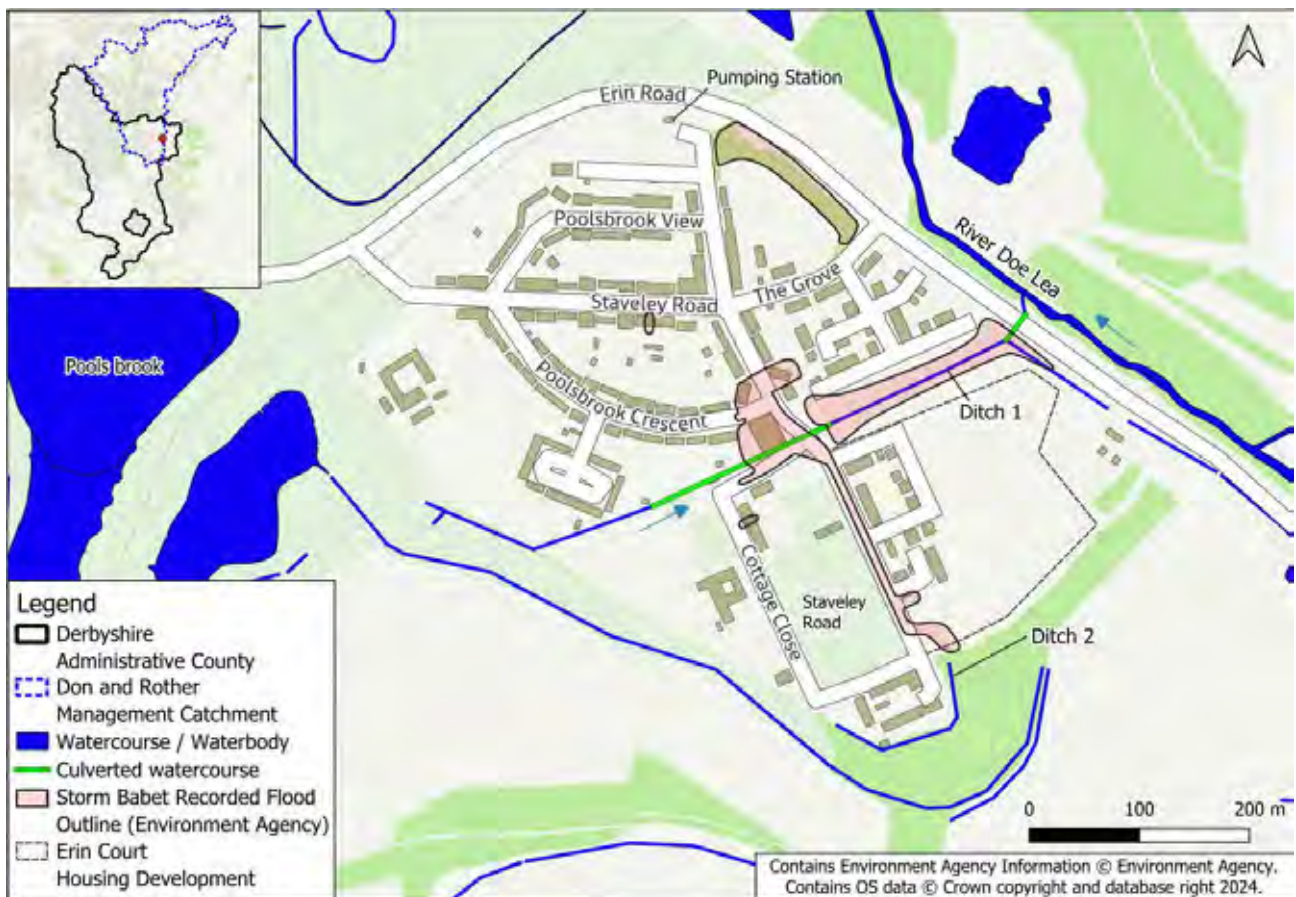 Pumping Station
Erin Road
Poolsbrook View
River Doe Lea
The Grove
Staveley Road
Pools brook
Poolsbrook Crescent
Ditch 1
Cottage Close
Staveley
Road
Ditch 2
Legend
Derbyshire
Administrative County
Don and Rother
Management Catchment
Watercourse / Waterbody
Culverted watercourse
Storm Babet Recorded Flood
Outline (Environment Agency)
Erin Court
Housing Development
0 100 200 m
Contains Environment Agency Information © Environment Agency.
Contains OS data © Crown copyright and database right 2024.